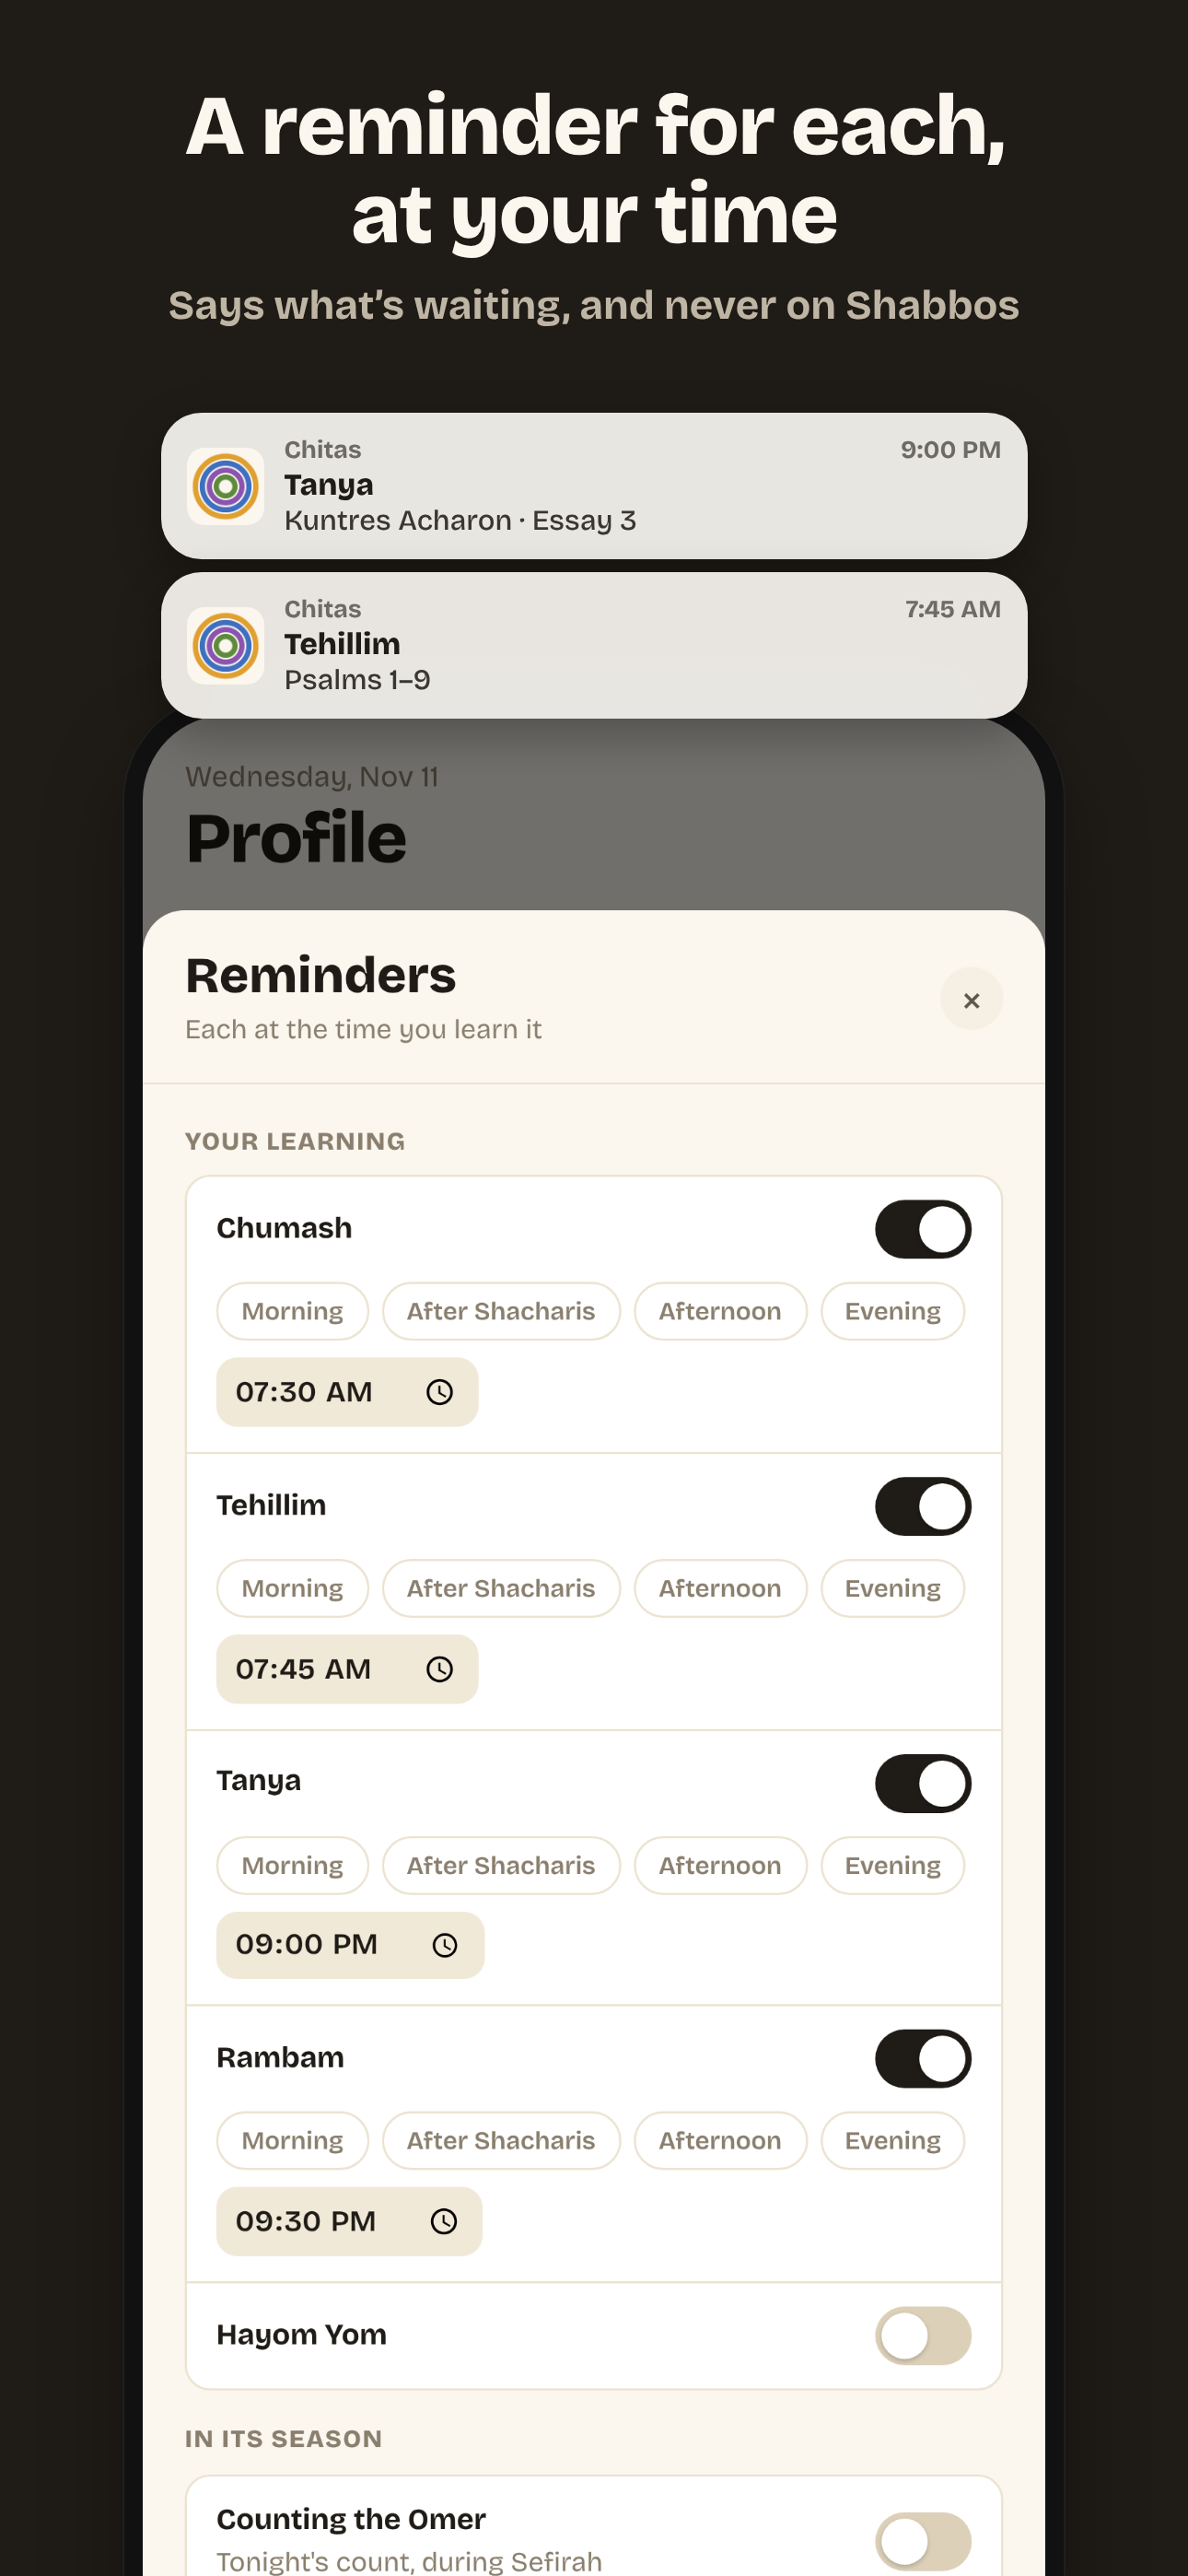 A reminder for each,
at your time
Says what’s waiting, and never on Shabbos
Chitas 9:00 PM
Tanya
Kuntres Acharon · Essay 3
Chitas 7:45 AM
Tehillim
Psalms 1–9
Wednesday, Nov 11
Profile
Reminders
Each at the time you learn it
×
YOUR LEARNING
Chumash
Morning After Shacharis Afternoon Evening
07:30 AM
Tehillim
Morning After Shacharis Afternoon Evening
07:45 AM
Tanya
Morning After Shacharis Afternoon Evening
09:00 PM
Rambam
Morning After Shacharis Afternoon Evening
09:30 PM
Hayom Yom
IN ITS SEASON
Counting the Omer
Tonight's count, during Sefirah